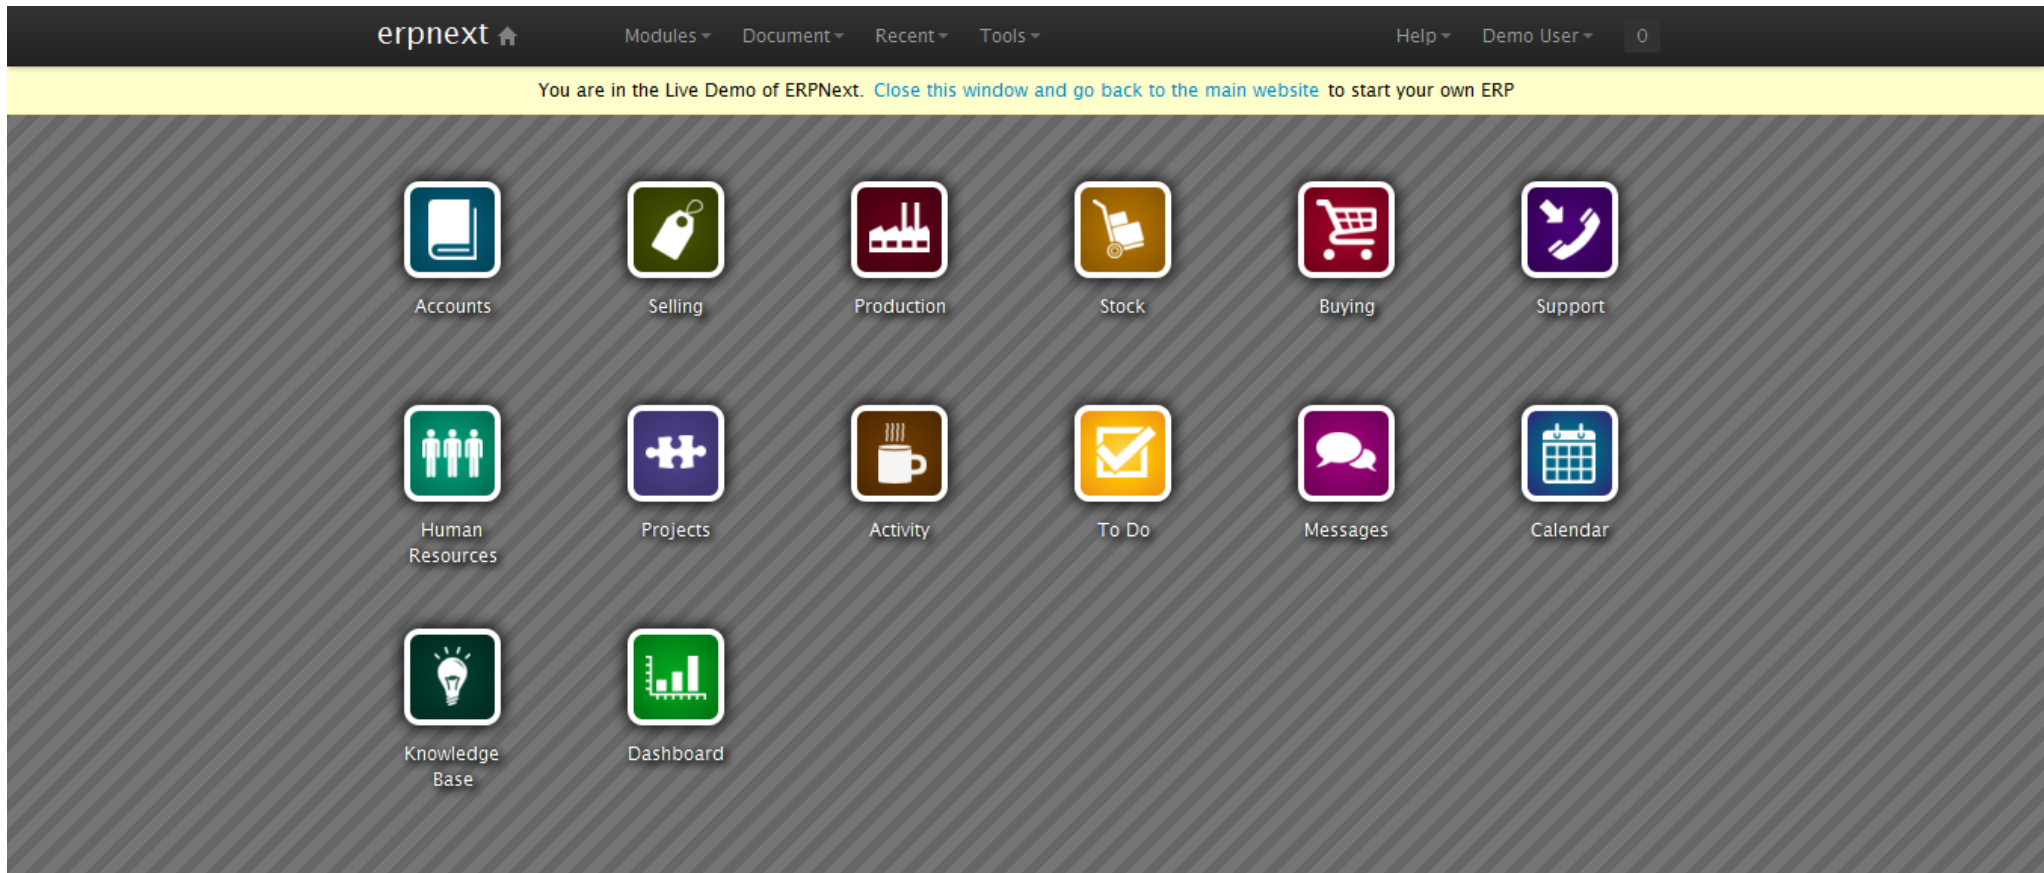 erpnext Modules Document Recent Tools Help Demo User 0
You are in the Live Demo of ERPNext. Close this window and go back to the main website to start your own ERP
Accounts Selling Production Stock Buying Support
Human Resources Projects Activity To Do Messages Calendar
Knowledge Base Dashboard